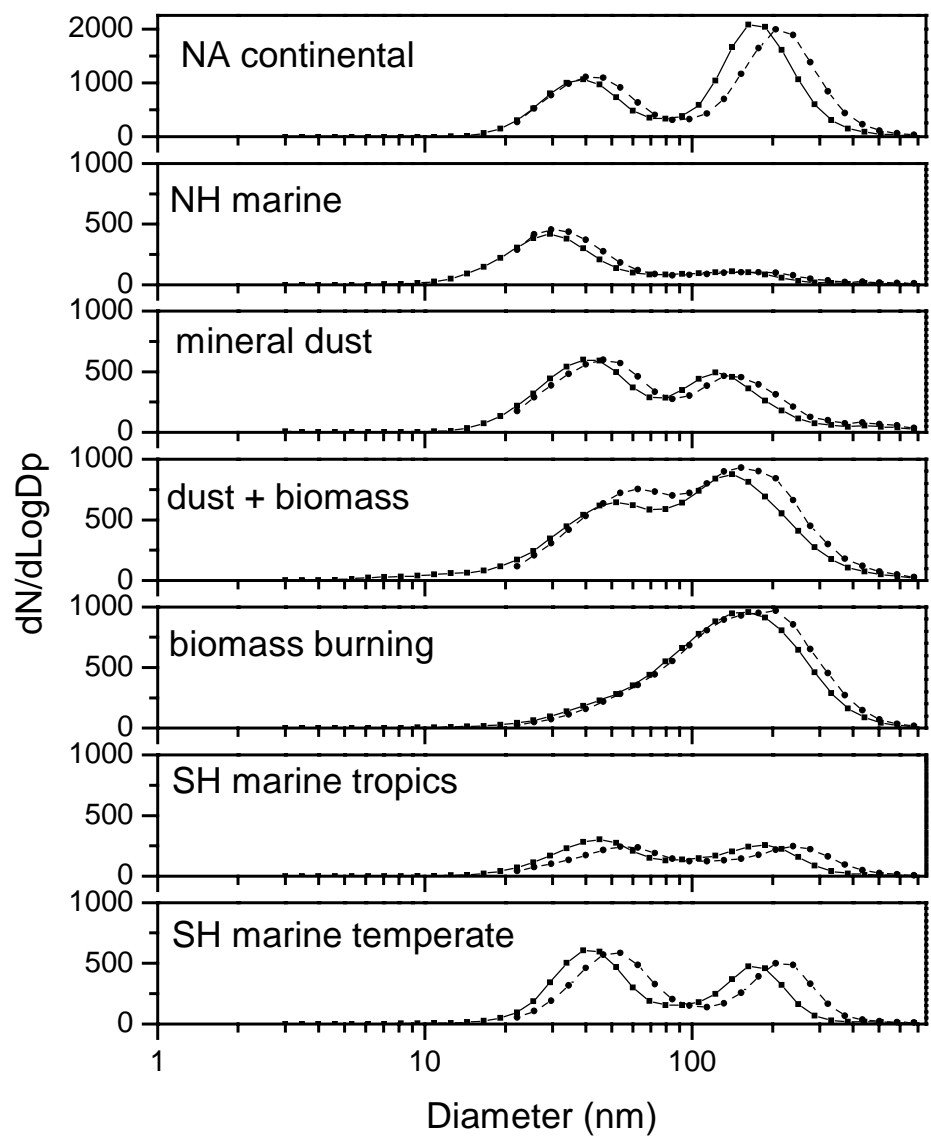 2000
NA continental
1000
0
1000
NH marine
500
0
1000
mineral dust
500
0
1000
dust + biomass
500
0
1000
biomass burning
500
0
1000
SH marine tropics
500
0
1000
SH marine temperate
500
0
1
10
100
dN/dLogDp
Diameter (nm)